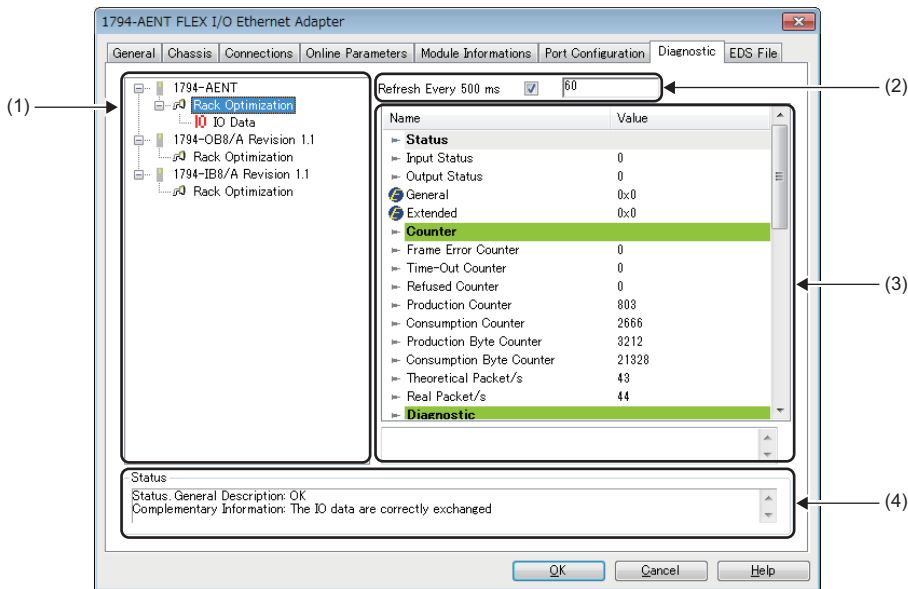 1794-AENT FLEX I/O Ethernet Adapter
General Chassis Connections Online Parameters Module Informations Port Configuration Diagnostic EDS File
(1)
1794-AENT
Rack Optimization
IO IO Data
1794-OB8/A Revision 1.1
Rack Optimization
1794-IB8/A Revision 1.1
Rack Optimization
Refresh Every 500 ms 60
(2)
Name Value
Status
Input Status 0
Output Status 0
General 0x0
Extended 0x0
Counter
Frame Error Counter 0
Time-Out Counter 0
Refused Counter 0
Production Counter 803
Consumption Counter 2666
Production Byte Counter 3212
Consumption Byte Counter 21328
Theoretical Packet/s 43
Real Packet/s 44
Diagnostic
(3)
Status
Status. General Description: OK
Complementary Information: The IO data are correctly exchanged
(4)
OK Cancel Help